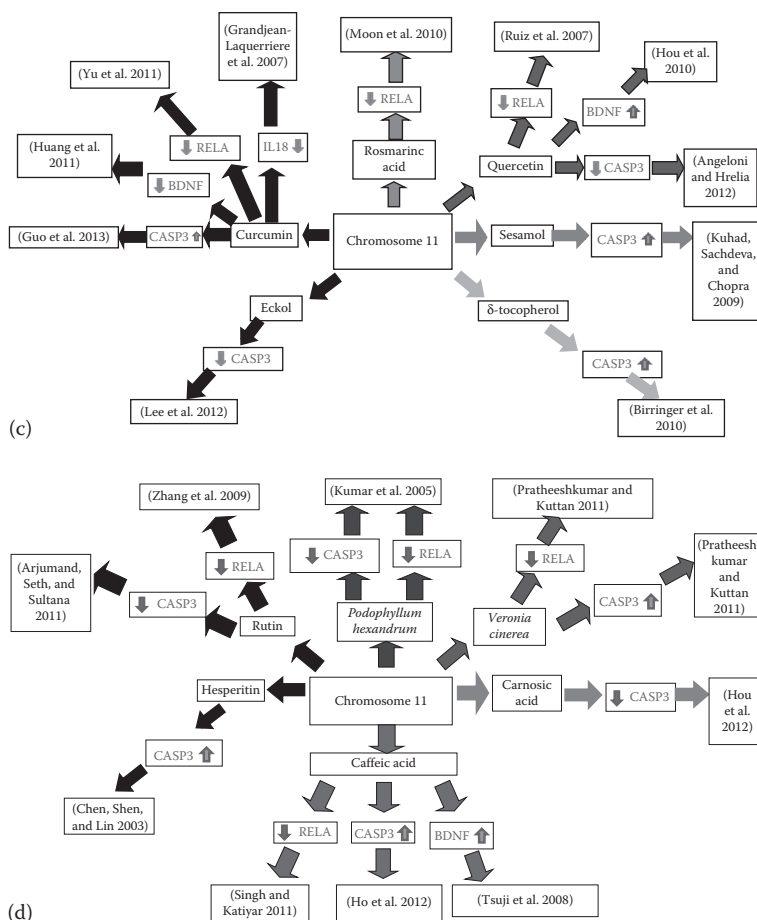 (Grandjean-
Laquerriere et al.
2007)
(Moon et al. 2010)
(Ruiz et al. 2007)
(Hou et al.
2010)
(Yu et al. 2011)
RELA
RELA
BDNF
(Huang et al.
2011)
RELA
IL18
Rosmarinc
acid
Quercetin
CASP3
(Angeloni
and Hrelia
2012)
BDNF
(Guo et al. 2013)
CASP3
Curcumin
Chromosome 11
Sesamol
CASP3
(Kuhad,
Sachdeva,
and
Chopra
2009)
Eckol
δ-tocopherol
CASP3
CASP3
(Lee et al. 2012)
(Birringer et al.
2010)
(c)
(Zhang et al. 2009)
(Kumar et al. 2005)
(Pratheeshkumar and
Kuttan 2011)
(Arjumand,
Seth, and
Sultana
2011)
RELA
CASP3
RELA
RELA
(Pratheesh
kumar
and
Kuttan
2011)
CASP3
CASP3
Rutin
Podophyllum
hexandrum
Veronia
cinerea
Hesperitin
Chromosome 11
Carnosic
acid
CASP3
(Hou
et al.
2012)
CASP3
Caffeic acid
(Chen, Shen,
and Lin 2003)
RELA
CASP3
BDNF
(Singh and
Katiyar 2011)
(Ho et al. 2012)
(Tsuji et al. 2008)
(d)